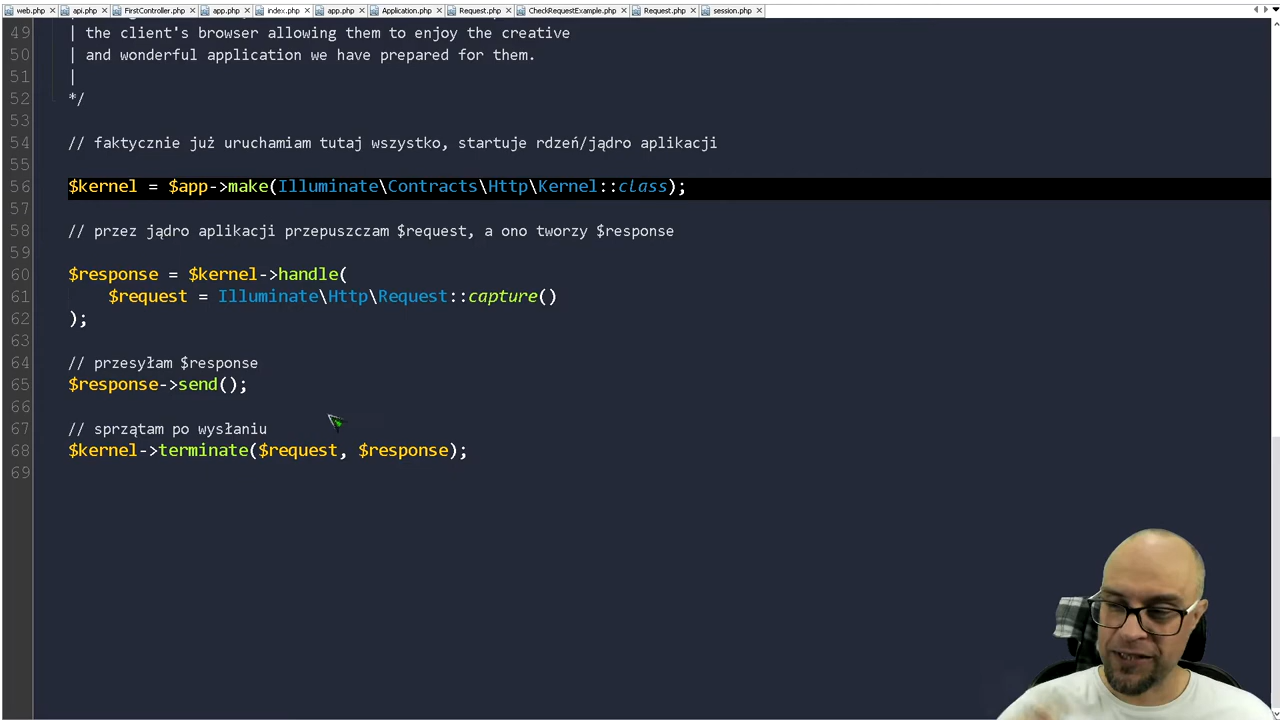 web.php api.php FirstController.php app.php index.php app.php Application.php Request.php CheckRequestExample.php Request.php session.php
49 | the client's browser allowing them to enjoy the creative
50 | and wonderful application we have prepared for them.
51 |
52 */
53
54 // faktycznie już uruchamiam tutaj wszystko, startuje rdzeń/jądro aplikacji
55
56 $kernel = $app->make(Illuminate\Contracts\Http\Kernel::class);
57
58 // przez jądro aplikacji przepuszczam $request, a ono tworzy $response
59
60 $response = $kernel->handle(
61 $request = Illuminate\Http\Request::capture()
62 );
63
64 // przesyłam $response
65 $response->send();
66
67 // sprzątam po wysłaniu
68 $kernel->terminate($request, $response);
69